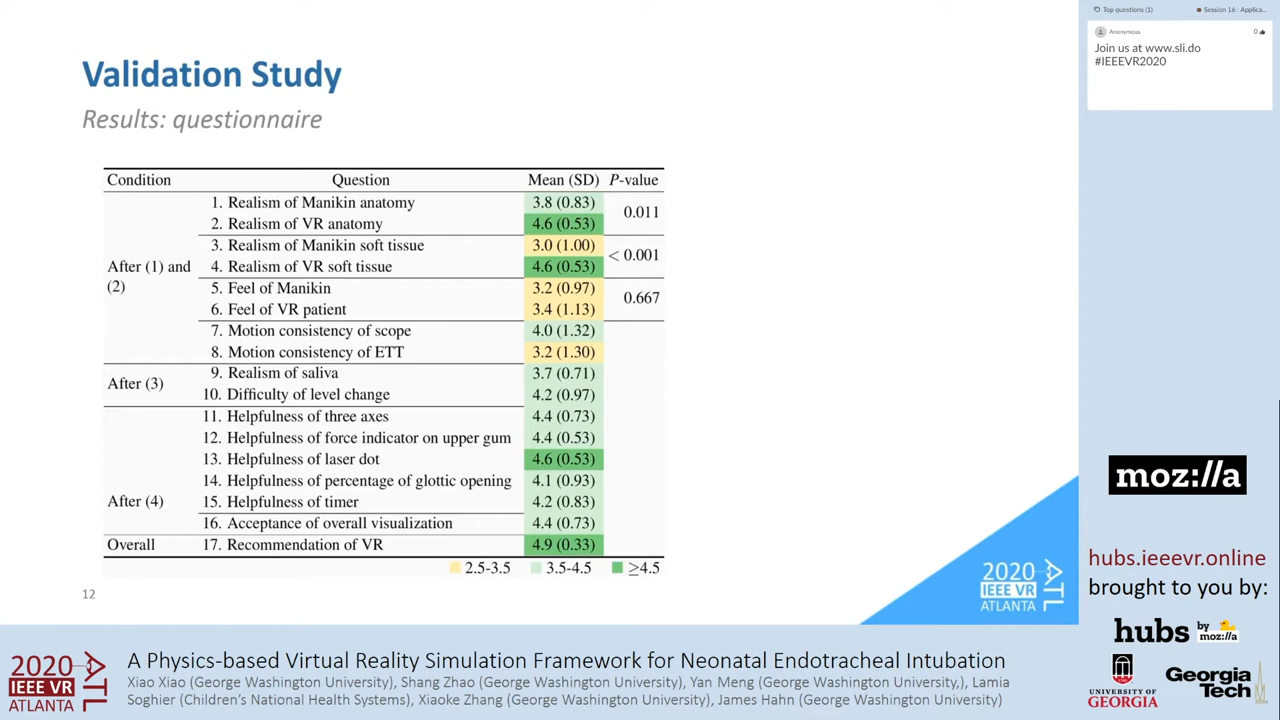 Validation Study
Results: questionnaire
Condition Question Mean (SD) P-value
1. Realism of Manikin anatomy 3.8 (0.83)
0.011
2. Realism of VR anatomy 4.6 (0.53)
3. Realism of Manikin soft tissue 3.0 (1.00)
< 0.001
After (1) and
(2)
4. Realism of VR soft tissue 4.6 (0.53)
5. Feel of Manikin 3.2 (0.97)
0.667
6. Feel of VR patient 3.4 (1.13)
7. Motion consistency of scope 4.0 (1.32)
8. Motion consistency of ETT 3.2 (1.30)
After (3)
9. Realism of saliva 3.7 (0.71)
10. Difficulty of level change 4.2 (0.97)
11. Helpfulness of three axes 4.4 (0.73)
12. Helpfulness of force indicator on upper gum 4.4 (0.53)
13. Helpfulness of laser dot 4.6 (0.53)
14. Helpfulness of percentage of glottic opening 4.1 (0.93)
After (4) 15. Helpfulness of timer 4.2 (0.83)
16. Acceptance of overall visualization 4.4 (0.73)
Overall 17. Recommendation of VR 4.9 (0.33)
2.5-3.5 3.5-4.5 ≥4.5
12
2020
IEEE VR
ATLANTA
ATL
Top questions (1) Session 16 : Applica...
Anonymous 0
Join us at www.sli.do
#IEEEVR2020
moz://a
hubs.ieeevr.online
brought to you by:
hubs by moz://a
UNIVERSITY OF
GEORGIA
Georgia
Tech
2020
IEEE VR
ATLANTA
ATL
A Physics-based Virtual Reality Simulation Framework for Neonatal Endotracheal Intubation
Xiao Xiao (George Washington University), Shang Zhao (George Washington University), Yan Meng (George Washington University,), Lamia
Soghier (Children's National Health Systems), Xiaoke Zhang (George Washington University), James Hahn (George Washington University)